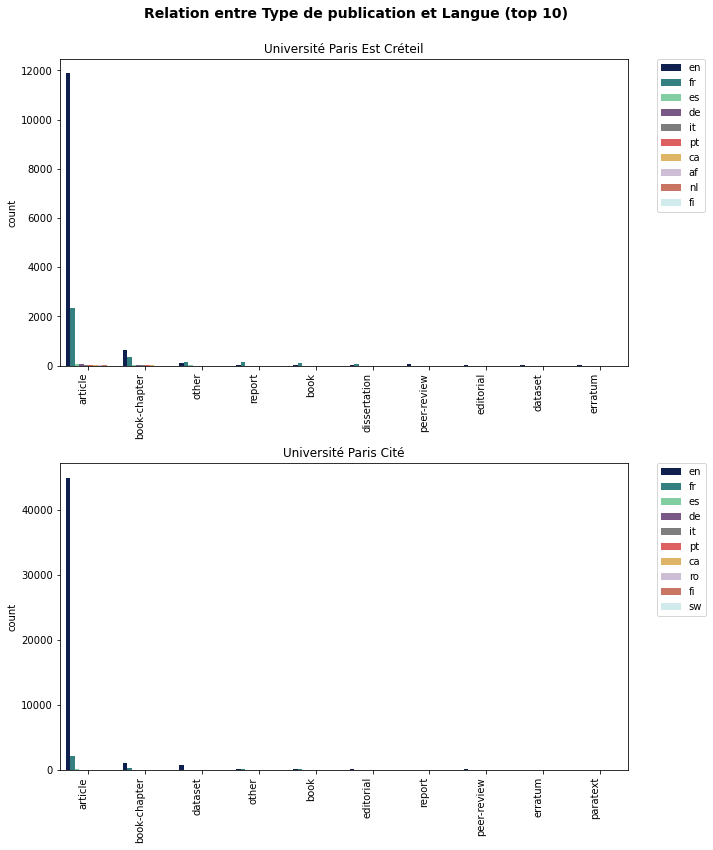 Relation entre Type de publication et Langue (top 10)
Université Paris Est Créteil
12000
10000
8000
6000
4000
2000
0
count
article
book-chapter
other
report
book
dissertation
peer-review
editorial
dataset
erratum
en
fr
es
de
it
pt
ca
af
nl
fi
Université Paris Cité
40000
30000
20000
10000
0
count
article
book-chapter
dataset
other
book
editorial
report
peer-review
erratum
paratext
en
fr
es
de
it
pt
ca
ro
fi
sw